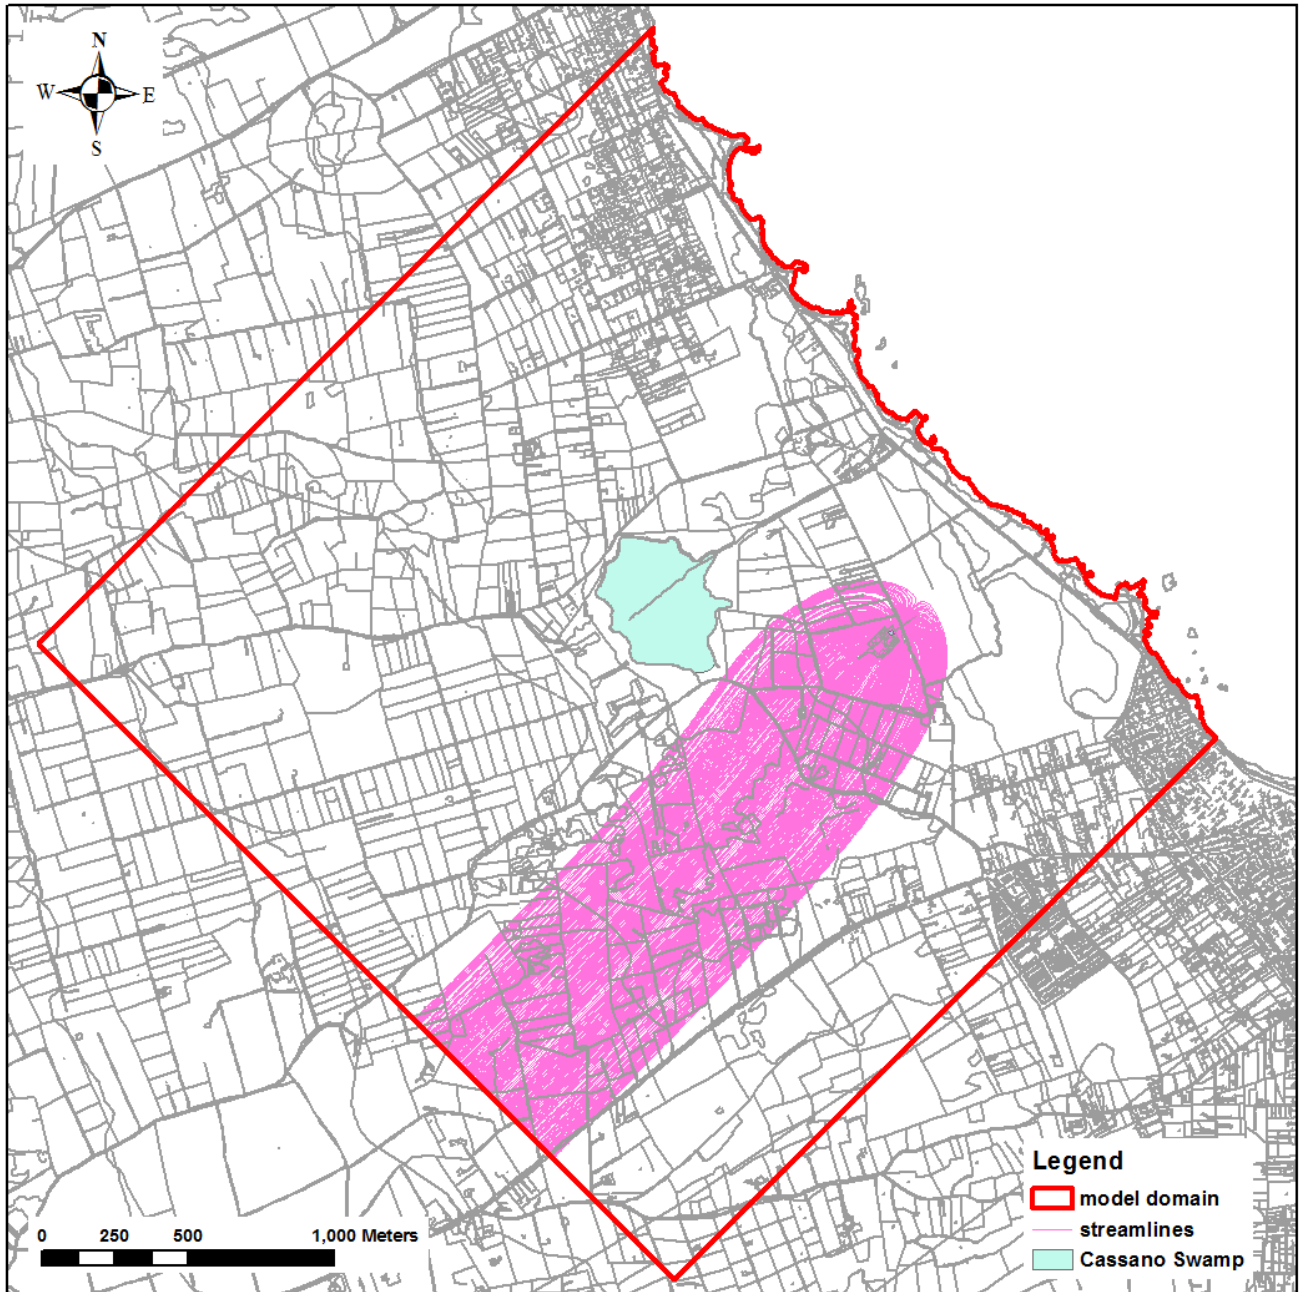 N
W E
S
Legend
model domain
streamlines
Cassano Swamp
0 250 500 1,000 Meters